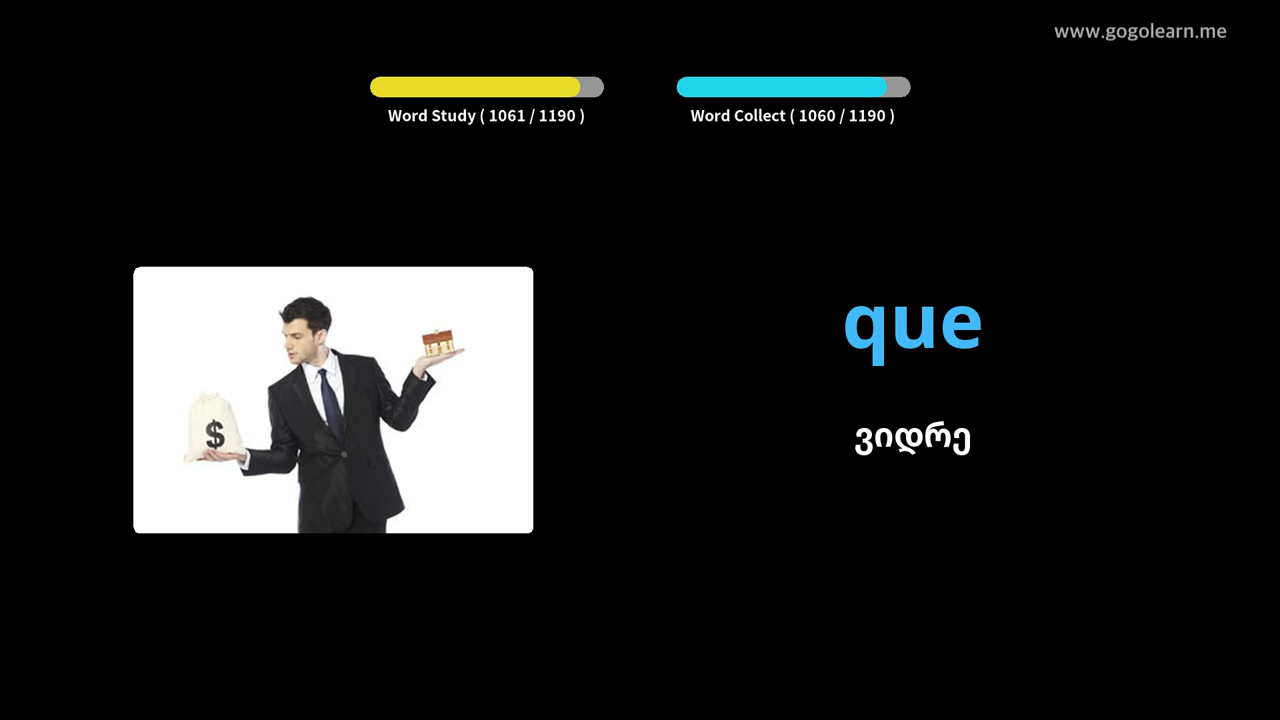 www.gogolearn.me
Word Study ( 1061 / 1190 )
Word Collect ( 1060 / 1190 )
$
que
ვიდრე